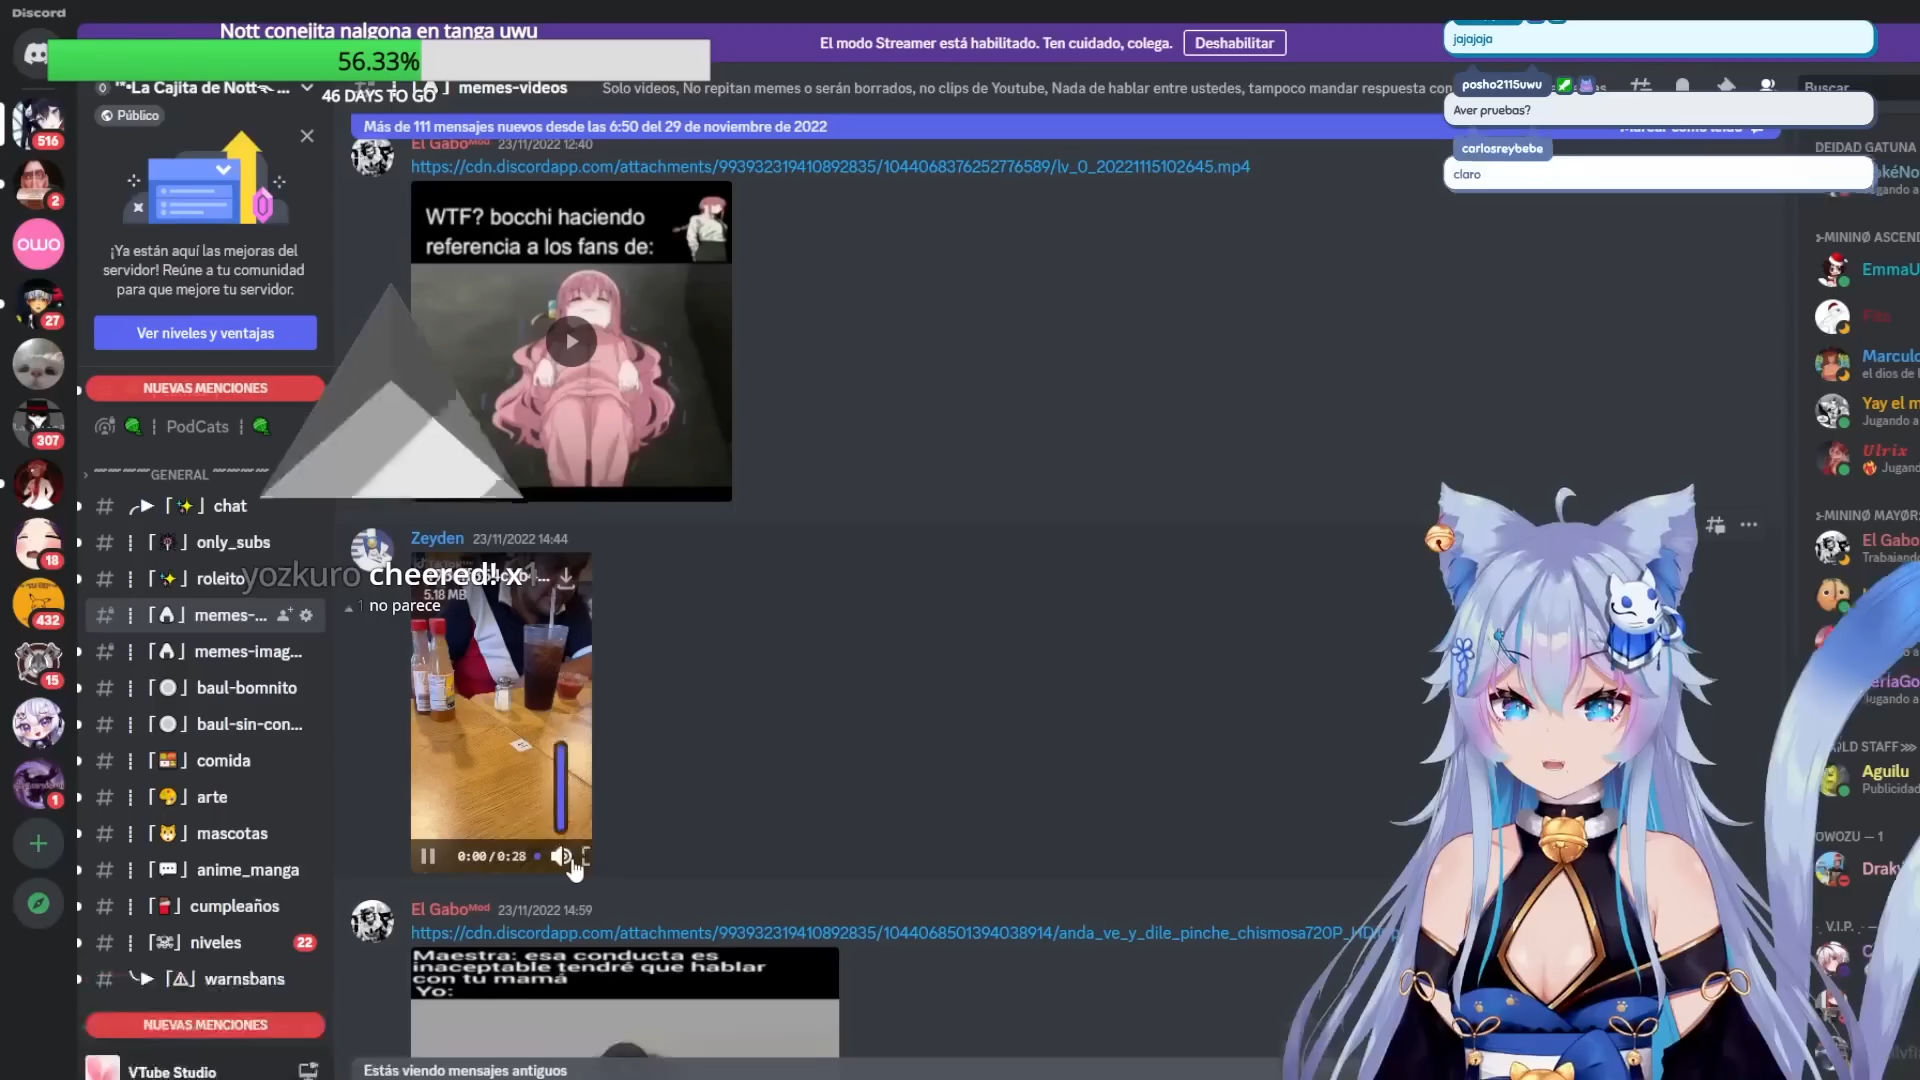 Discord
Nott conejita nalgona en tanga uwu
56.33%
46 DAYS TO GO
El modo Streamer está habilitado. Ten cuidado, colega.
Deshabilitar
jajajaja
posho2115uwu
Aver pruebas?
carlosreybebe
claro
Buscar
La Cajita de Nott
memes-videos
Solo videos, No repitan memes o serán borrados, no clips de Youtube, Nada de hablar entre ustedes, tampoco mandar respuesta con
Público
Más de 111 mensajes nuevos desde las 6:50 del 29 de noviembre de 2022
516
2
OWO
27
307
18
432
15
1
¡Ya están aquí las mejoras del
servidor! Reúne a tu comunidad
para que mejore tu servidor.
Ver niveles y ventajas
NUEVAS MENCIONES
PodCats
GENERAL
chat
only_subs
roleito
memes-...
memes-imag...
baul-bomnito
baul-sin-con...
comida
arte
mascotas
anime_manga
cumpleaños
niveles
22
warnsbans
NUEVAS MENCIONES
VTube Studio
El Gabo Mod 23/11/2022 12:40
https://cdn.discordapp.com/attachments/993932319410892835/1044068376252776589/lv_0_20221115102645.mp4
WTF? bocchi haciendo
referencia a los fans de:
Zeyden 23/11/2022 14:44
5.18 MB
yozkuro cheered! x1
1 no parece
0:00/0:28
El Gabo Mod 23/11/2022 14:59
https://cdn.discordapp.com/attachments/993932319410892835/1044068501394038914/anda_ve_y_dile_pinche_chismosa720P_HD
Maestra: esa conducta es
inaceptable tendré que hablar
con tu mamá
Yo:
Estás viendo mensajes antiguos
DEIDAD GATUNA
MININØ ASCEND
EmmaU
Fito
Marculo
el dios de l
Yay el m
Jugando a
Ulrix
Jugand
MININØ MAYØR
El Gabo
Trabajand
OLD STAFF
Aguilu
Publicidad
OWOZU — 1
Draky
V.I.P.